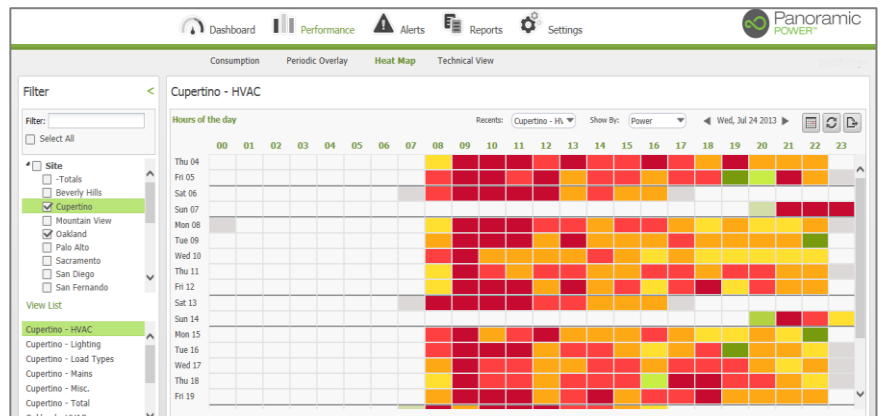 Dashboard Performance Alerts Reports Settings Panoramic POWER™
Consumption Periodic Overlay Heat Map Technical View
Filter <
Cupertino - HVAC
Filter:
Select All
Hours of the day Recents: Cupertino - HV Show By: Power Wed, Jul 24 2013
00 01 02 03 04 05 06 07 08 09 10 11 12 13 14 15 16 17 18 19 20 21 22 23
Site
-Totals
Beverly Hills
Cupertino
Mountain View
Oakland
Palo Alto
Sacramento
San Diego
San Fernando
View List
Cupertino - HVAC
Cupertino - Lighting
Cupertino - Load Types
Cupertino - Mains
Cupertino - Misc.
Cupertino - Total
Thu 04
Fri 05
Sat 06
Sun 07
Mon 08
Tue 09
Wed 10
Thu 11
Fri 12
Sat 13
Sun 14
Mon 15
Tue 16
Wed 17
Thu 18
Fri 19